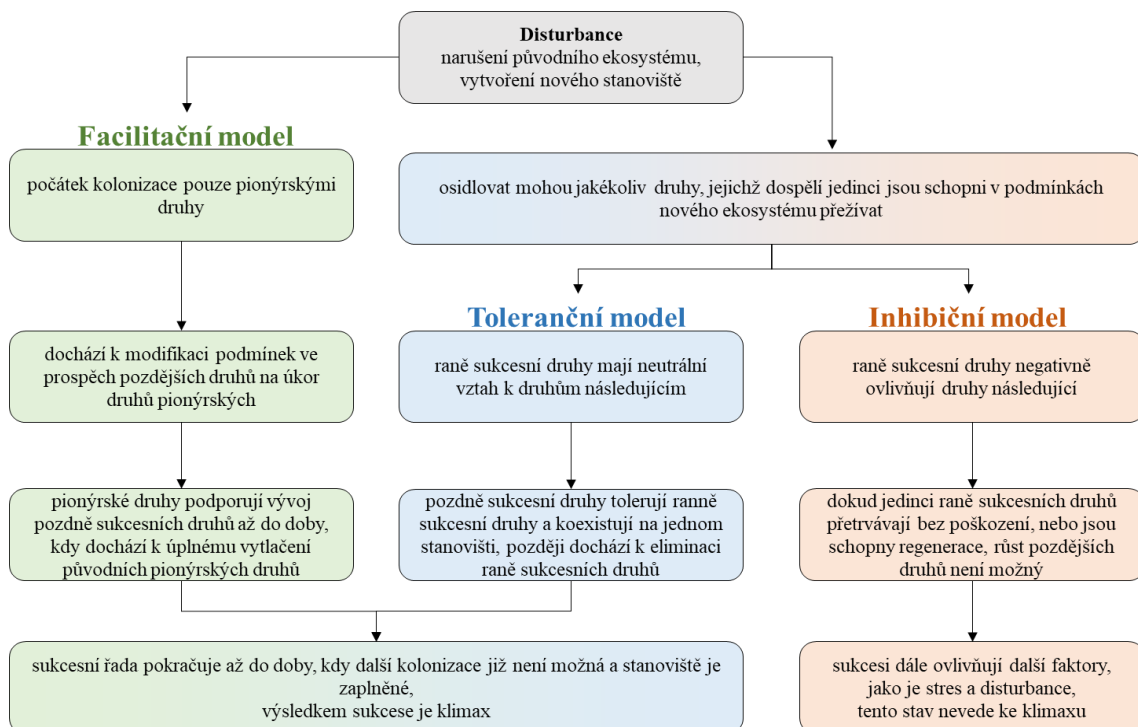 Disturbance
narušení původního ekosystému,
vytvoření nového stanoviště
Facilitační model
počátek kolonizace pouze pionýrskými
druhy
osidlovat mohou jakékoliv druhy, jejichž dospělí jedinci jsou schopni v podmínkách
nového ekosystému přežívat
Toleranční model
Inhibiční model
dochází k modifikaci podmínek ve
prospěch pozdějších druhů na úkor
druhů pionýrských
raně sukcesní druhy mají neutrální
vztah k druhům následujícím
raně sukcesní druhy negativně
ovlivňují druhy následující
pionýrské druhy podporují vývoj
pozdně sukcesních druhů až do doby,
kdy dochází k úplnému vytlačení
původních pionýrských druhů
pozdně sukcesní druhy tolerují ranně
sukcesní druhy a koexistují na jednom
stanovišti, později dochází k eliminaci
raně sukcesních druhů
dokud jedinci raně sukcesních druhů
přetrvávají bez poškození, nebo jsou
schopny regenerace, růst pozdějších
druhů není možný
sukcesní řada pokračuje až do doby, kdy další kolonizace již není možná a stanoviště je
zaplněné,
výsledkem sukcese je klimax
sukcesi dále ovlivňují další faktory,
jako je stres a disturbance,
tento stav nevede ke klimaxu